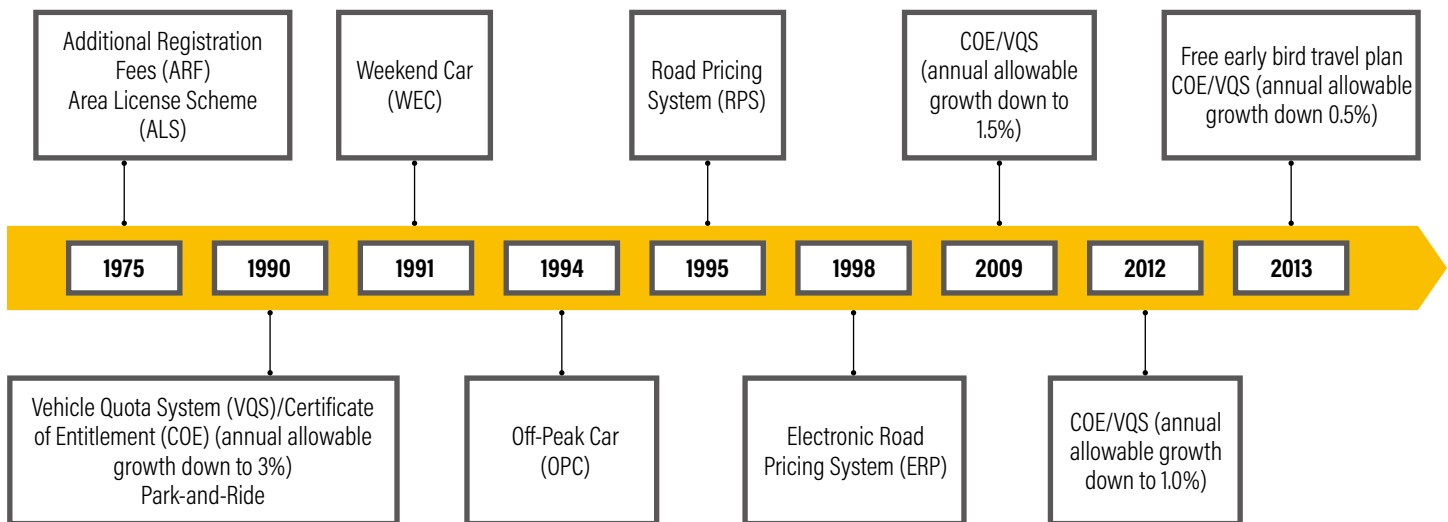 Additional Registration
Fees (ARF)
Area License Scheme
(ALS)
Weekend Car
(WEC)
Road Pricing
System (RPS)
COE/VQS
(annual allowable
growth down to
1.5%)
Free early bird travel plan
COE/VQS (annual allowable
growth down 0.5%)
1975
1990
1991
1994
1995
1998
2009
2012
2013
Vehicle Quota System (VQS)/Certificate
of Entitlement (COE) (annual allowable
growth down to 3%)
Park-and-Ride
Off-Peak Car
(OPC)
Electronic Road
Pricing System (ERP)
COE/VQS (annual
allowable growth
down to 1.0%)